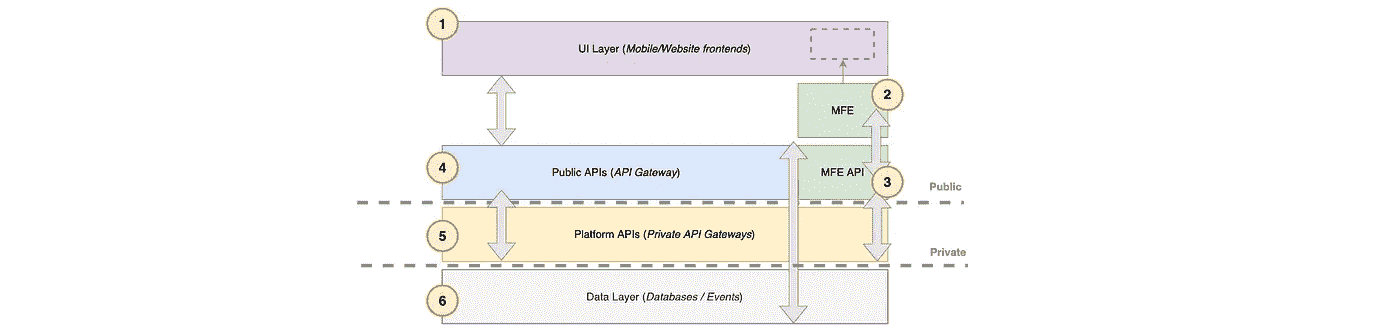 1
UI Layer (Mobile/Website frontends)
2
MFE
4
Public APIs (API Gateway)
MFE API
3
Public
5
Platform APIs (Private API Gateways)
Private
6
Data Layer (Databases / Events)